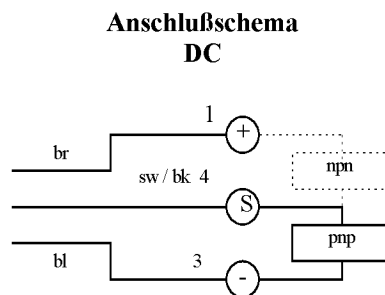 Anschlußschema
DC
1
+
br
npn
sw / bk 4
S
pnp
bl
3
-